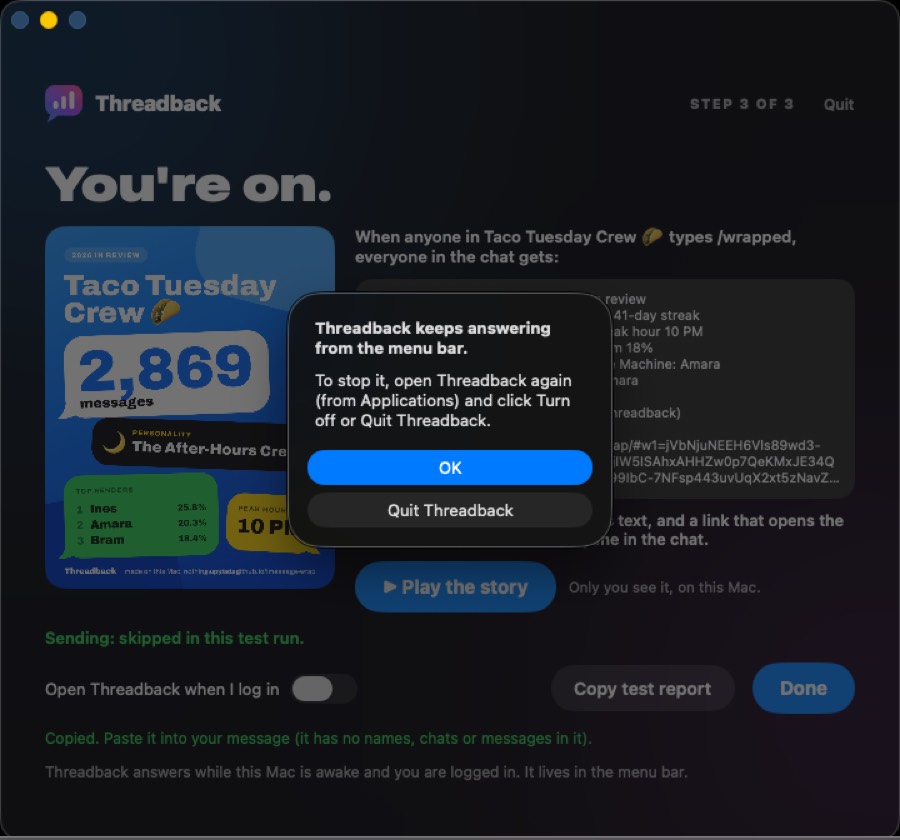 Threadback
STEP 3 OF 3
Quit
You're on.
2026 IN REVIEW
Taco Tuesday
Crew
2,869
messages
PERSONALITY
The After-Hours Cre
TOP SENDERS
1 Ines 25.8%
2 Amara 20.3%
3 Bram 18.4%
PEAK HOUR
10 P
Threadback
made on this Mac
When anyone in Taco Tuesday Crew 🌮 types /wrapped,
everyone in the chat gets:
review
41-day streak
ak hour 10 PM
18%
Machine: Amara
nara
hreadback)
ap/#w1=jVbNjuNEEH6VIs89wd3-
IW5ISAhxAHHZw0p7QeKMxJE34Q
99IbC-7NFsp443uvUqX2xt5zNavZ...
text, and a link that opens the
in the chat.
Threadback keeps answering
from the menu bar.
To stop it, open Threadback again
(from Applications) and click Turn
off or Quit Threadback.
OK
Quit Threadback
▶ Play the story
Only you see it, on this Mac.
Sending: skipped in this test run.
Open Threadback when I log in
Copy test report
Done
Copied. Paste it into your message (it has no names, chats or messages in it).
Threadback answers while this Mac is awake and you are logged in. It lives in the menu bar.